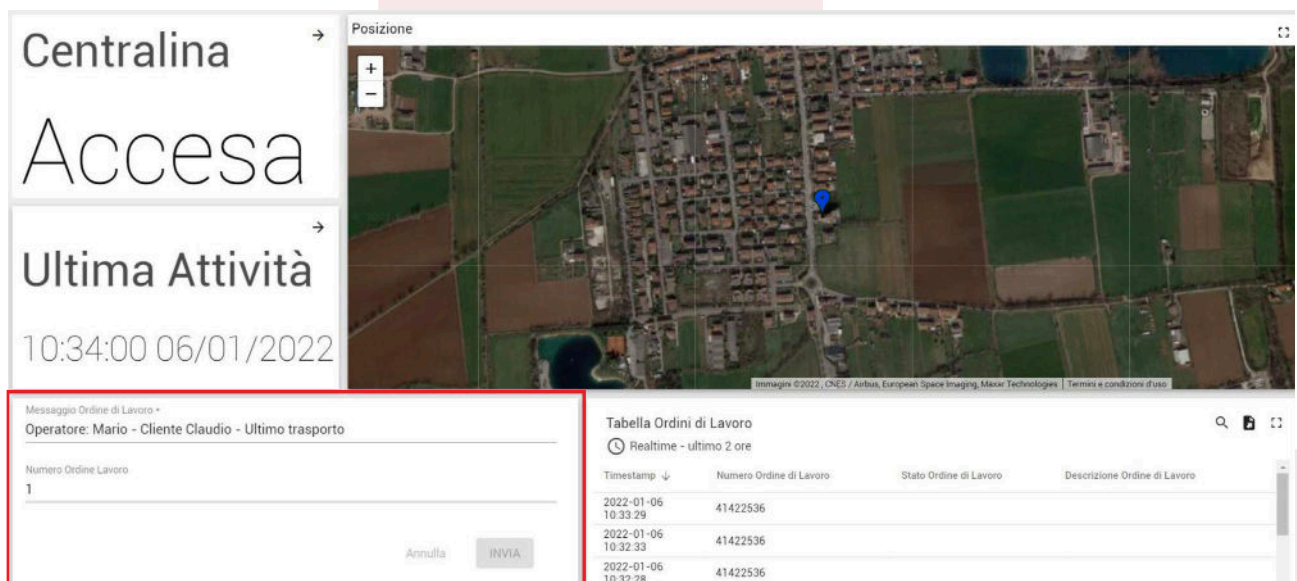 Centralina
Accesa
Ultima Attività
10:34:00 06/01/2022
Posizione
+
−
Immagini ©2022 , CNES / Airbus, European Space Imaging, Maxar Technologies
Termini e condizioni d'uso
Messaggio Ordine di Lavoro *
Operatore: Mario - Cliente Claudio - Ultimo trasporto
Numero Ordine Lavoro
1
Annulla INVIA
Tabella Ordini di Lavoro
Realtime - ultimo 2 ore
Timestamp ↓ Numero Ordine di Lavoro Stato Ordine di Lavoro Descrizione Ordine di Lavoro
2022-01-06
10:33:29 41422536
2022-01-06
10:32:33 41422536
2022-01-06
10:32:28 41422536